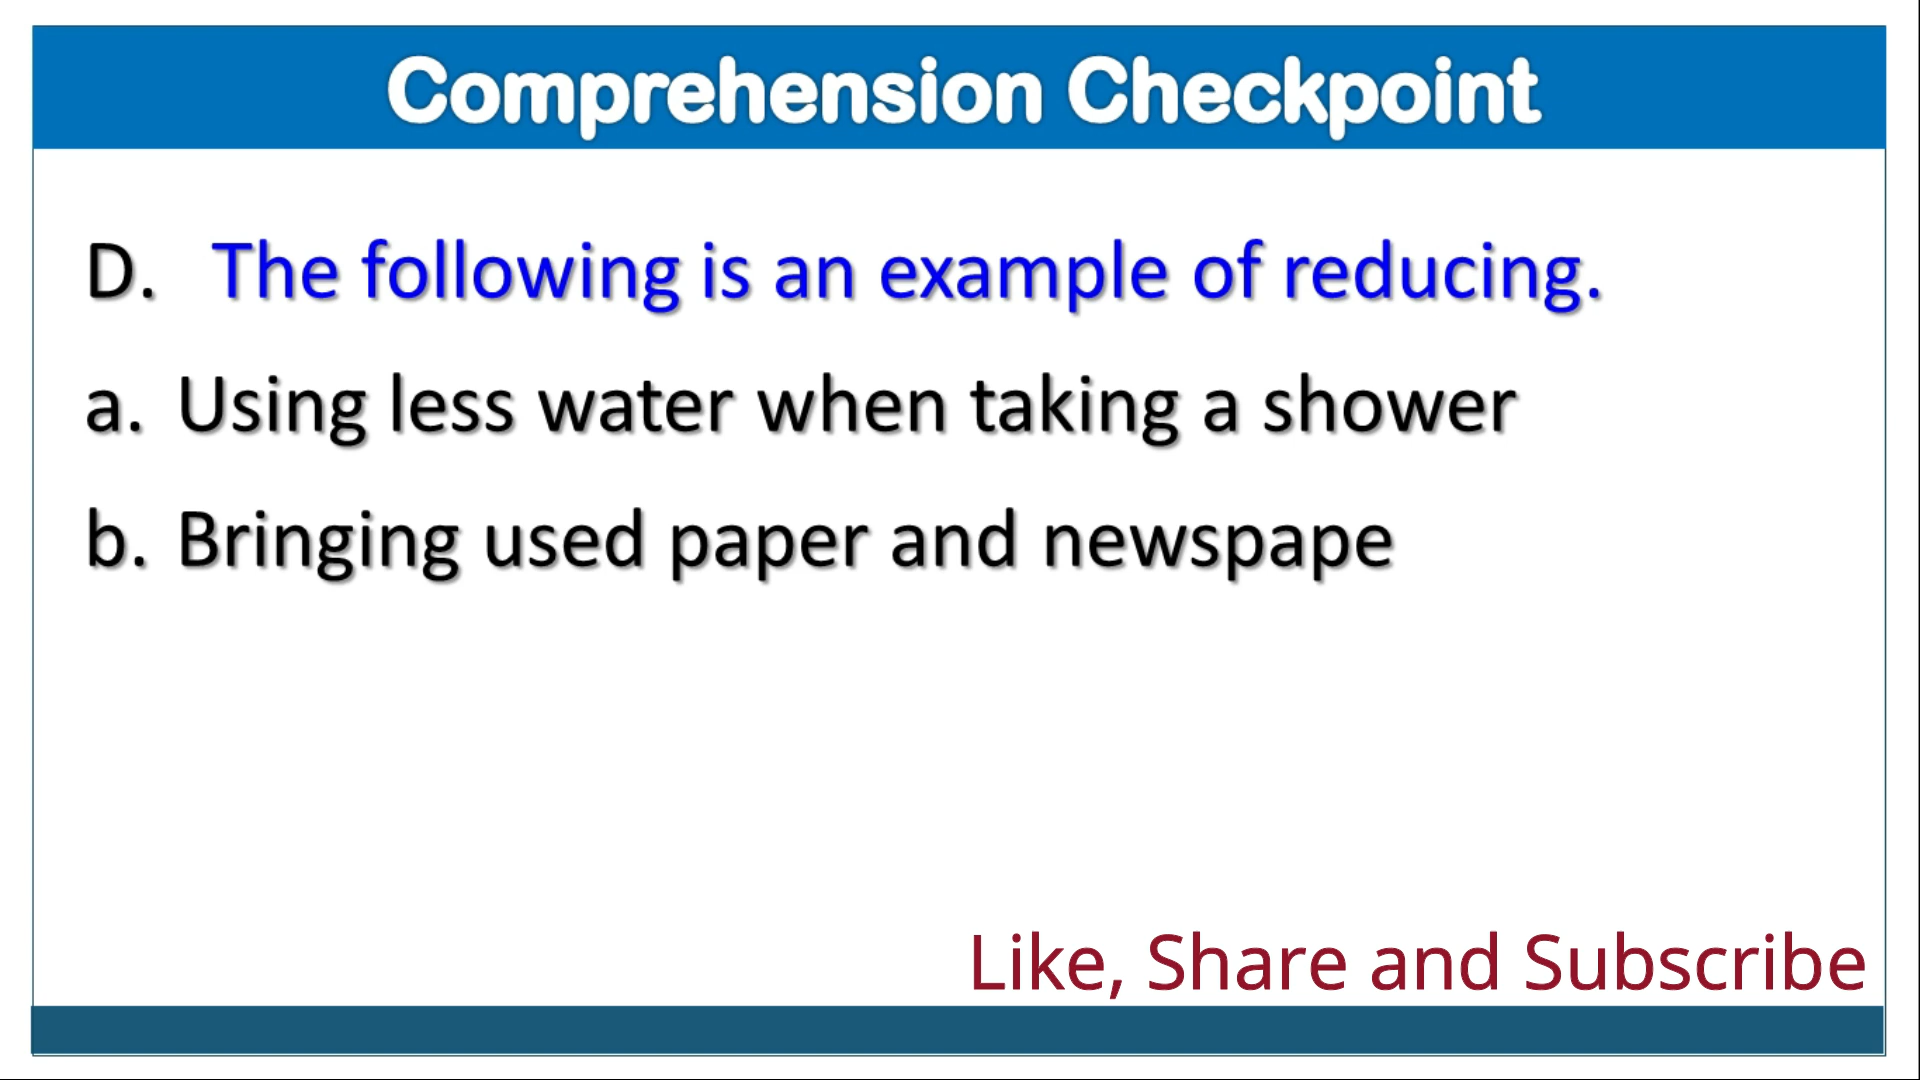 Comprehension Checkpoint
D. The following is an example of reducing.
a. Using less water when taking a shower
b. Bringing used paper and newspape
Like, Share and Subscribe